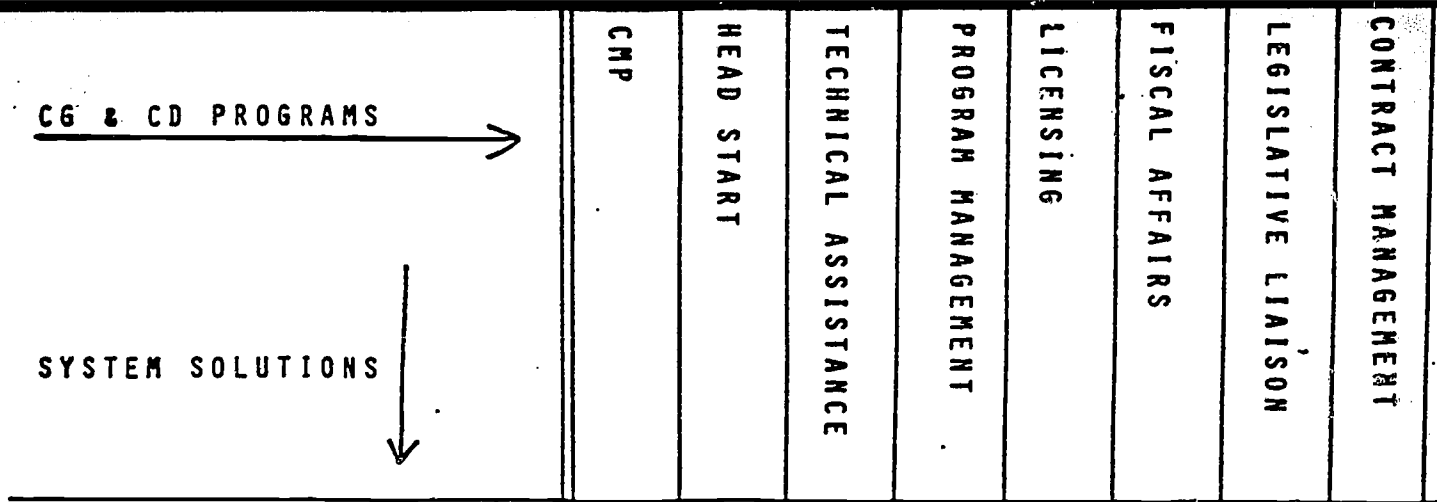 CG & CD PROGRAMS
SYSTEM SOLUTIONS
CMP
HEAD START
TECHNICAL ASSISTANCE
PROGRAM MANAGEMENT
LICENSING
FISCAL AFFAIRS
LEGISLATIVE LIAISON
CONTRACT MANAGEMENT